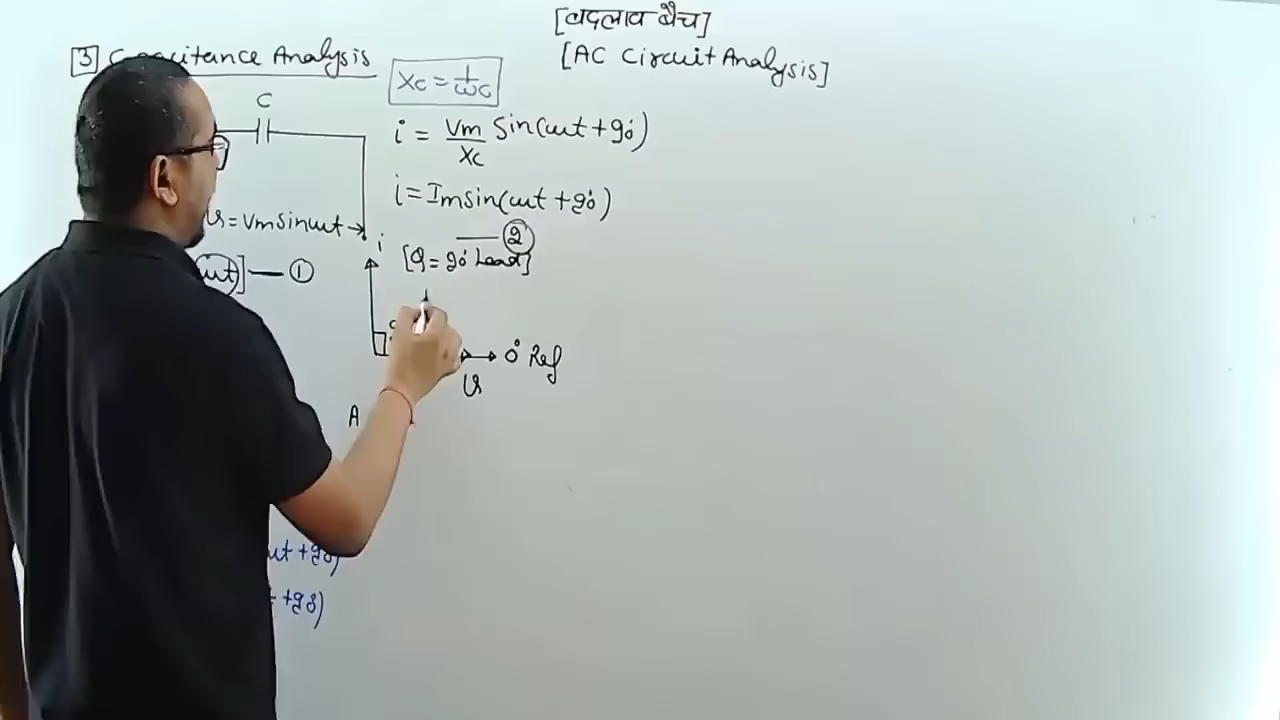 [बदलाव बैच]
[AC Circuit Analysis]
[3] Capacitance Analysis
Xc = 1/ωC
C
i = Vm/Xc Sin(ωt + 90°)
i = Im sin(ωt + 90°)
— ②
v = Vm sin ωt →
i
[φ = 90° Lead]
ωt] — ①
0° Ref
v
A
ωt + 90°)
+ 90°)